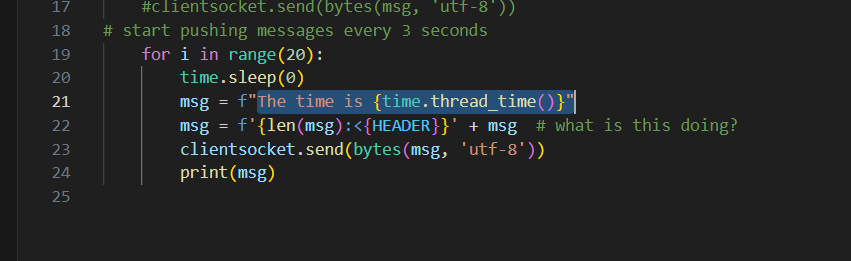 17 #clientsocket.send(bytes(msg, 'utf-8'))
18 # start pushing messages every 3 seconds
19 for i in range(20):
20 time.sleep(0)
21 msg = f"The time is {time.thread_time()}"
22 msg = f'{len(msg):<{HEADER}}' + msg  # what is this doing?
23 clientsocket.send(bytes(msg, 'utf-8'))
24 print(msg)
25